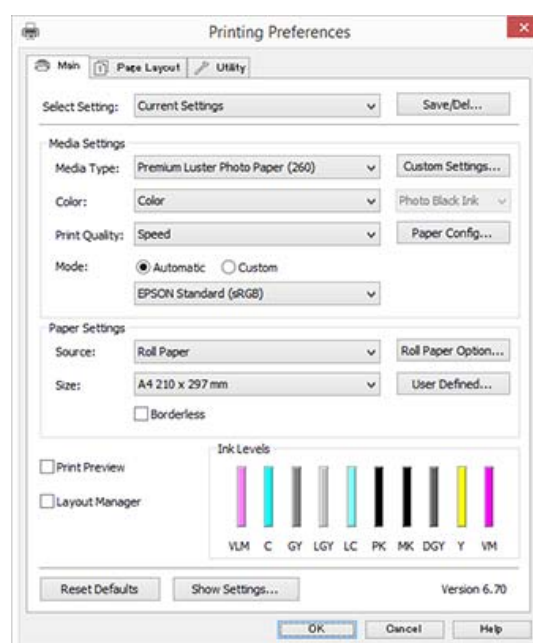 Printing Preferences
Main Page Layout Utility
Select Setting: Current Settings Save/Del...
Media Settings
Media Type: Premium Luster Photo Paper (260) Custom Settings...
Color: Color Photo Black Ink
Print Quality: Speed Paper Config...
Mode: Automatic Custom
EPSON Standard (sRGB)
Paper Settings
Source: Roll Paper Roll Paper Option...
Size: A4 210 x 297 mm User Defined...
Borderless
Ink Levels
Print Preview
Layout Manager
VLM C GY LGY LC PK MK DGY Y VM
Reset Defaults Show Settings... Version 6.70
OK Cancel Help